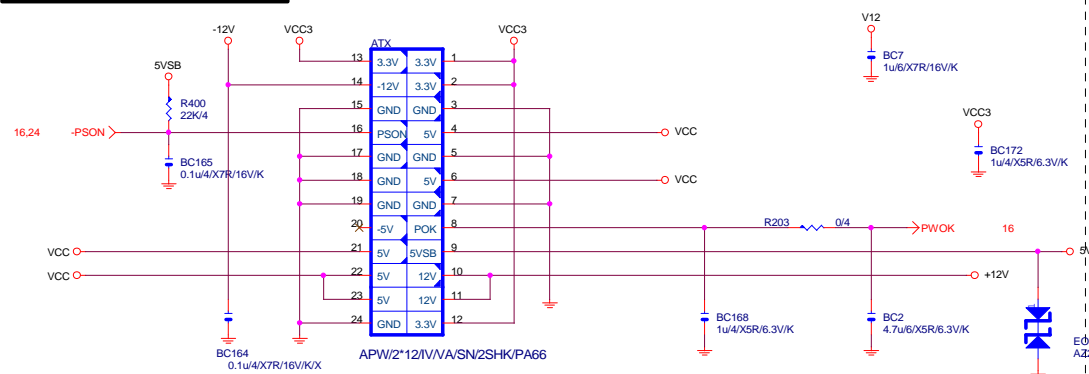 -12V
VCC3
ATX
VCC3
V12
5VSB
13 3.3V 3.3V 1
14 -12V 3.3V 2
15 GND GND 3
16 PSON 5V 4
17 GND GND 5
18 GND 5V 6
19 GND GND 7
20 -5V POK 8
21 5V 5VSB 9
22 5V 12V 10
23 5V 12V 11
24 GND 3.3V 12
BC7
1u/6/X7R/16V/K
R400
22K/4
16,24 -PSON
BC165
0.1u/4/X7R/16V/K
VCC
VCC
VCC3
BC172
1u/4/X5R/6.3V/K
R203 0/4
PWOK 16
VCC
VCC
+12V
BC168
1u/4/X5R/6.3V/K
BC2
4.7u/6/X5R/6.3V/K
BC164
0.1u/4/X7R/16V/K/X
APW/2*12/IV/VA/SN/2SHK/PA66